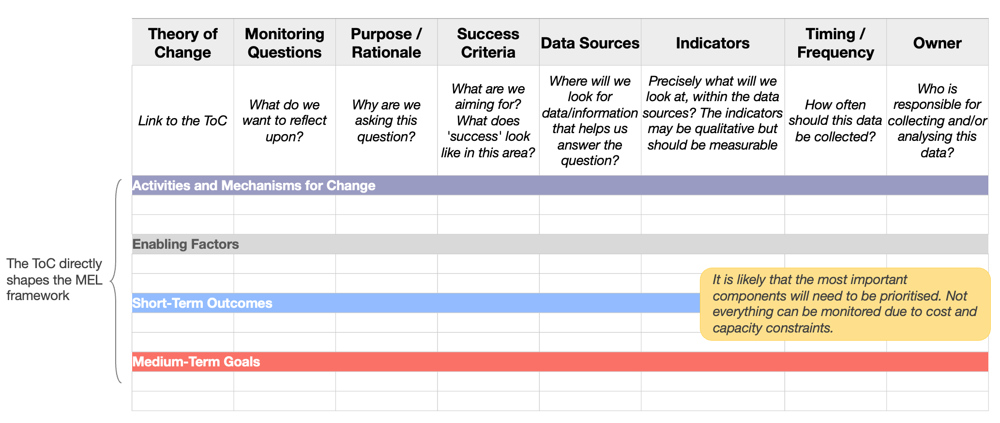 Theory of
Change
Monitoring
Questions
Purpose /
Rationale
Success
Criteria
Data Sources
Indicators
Timing /
Frequency
Owner
Link to the ToC
What do we
want to reflect
upon?
Why are we
asking this
question?
What are we
aiming for?
What does
'success' look
like in this area?
Where will we
look for
data/information
that helps us
answer the
question?
Precisely what will we
look at, within the data
sources? The indicators
may be qualitative but
should be measurable
How often
should this data
be collected?
Who is
responsible for
collecting and/or
analysing this
data?
Activities and Mechanisms for Change
Enabling Factors
The ToC directly
shapes the MEL
framework
It is likely that the most important
components will need to be prioritised. Not
everything can be monitored due to cost and
capacity constraints.
Short-Term Outcomes
Medium-Term Goals